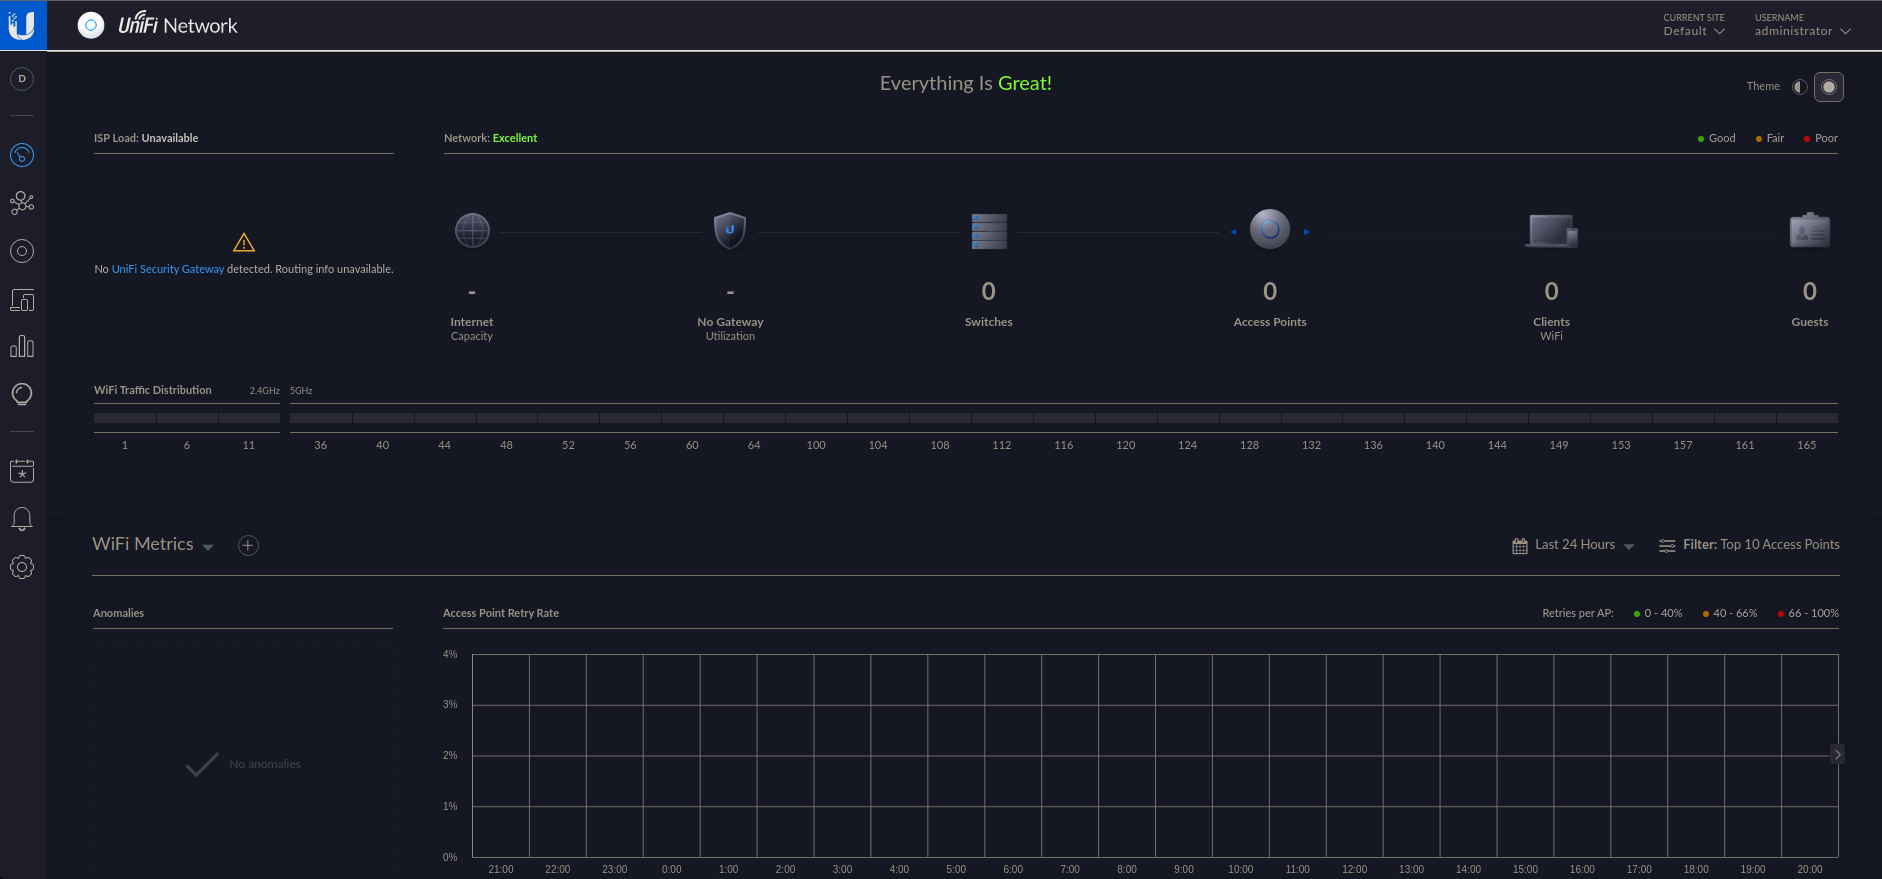 UniFi Network
CURRENT SITE
Default
USERNAME
administrator
D
Everything Is Great!
Theme
ISP Load: Unavailable
Network: Excellent
Good
Fair
Poor
No UniFi Security Gateway detected. Routing info unavailable.
-
-
0
0
0
0
Internet
Capacity
No Gateway
Utilization
Switches
Access Points
Clients
WiFi
Guests
WiFi Traffic Distribution
2.4GHz
5GHz
1 6 11 36 40 44 48 52 56 60 64 100 104 108 112 116 120 124 128 132 136 140 144 149 153 157 161 165
WiFi Metrics
Last 24 Hours
Filter: Top 10 Access Points
Anomalies
No anomalies
Access Point Retry Rate
Retries per AP:
0 - 40%
40 - 66%
66 - 100%
4%
3%
2%
1%
0%
21:00 22:00 23:00 0:00 1:00 2:00 3:00 4:00 5:00 6:00 7:00 8:00 9:00 10:00 11:00 12:00 13:00 14:00 15:00 16:00 17:00 18:00 19:00 20:00